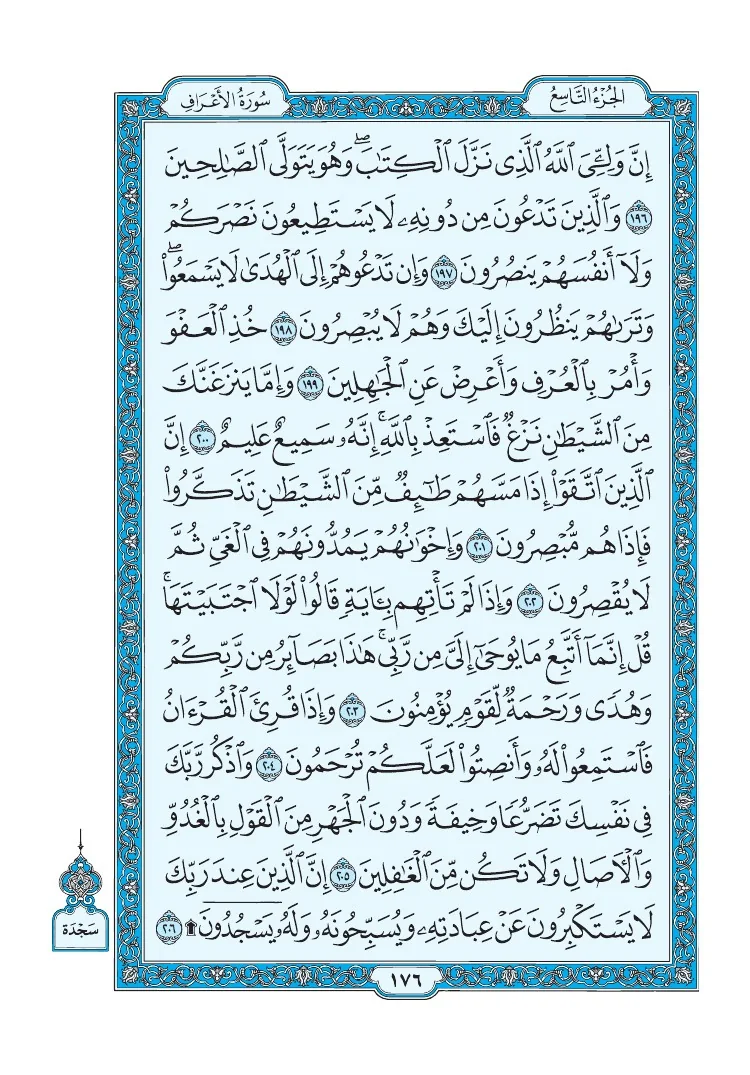 الجُزْءُ التَّاسِعُ
سُورَةُ الأَعْرَافِ
إِنَّ وَلِـِّۧيَ ٱللَّهُ ٱلَّذِي نَزَّلَ ٱلْكِتَٰبَۖ وَهُوَ يَتَوَلَّى ٱلصَّٰلِحِينَ
١٩٦ وَٱلَّذِينَ تَدْعُونَ مِن دُونِهِۦ لَا يَسْتَطِيعُونَ نَصْرَكُمْ
وَلَآ أَنفُسَهُمْ يَنصُرُونَ ١٩٧ وَإِن تَدْعُوهُمْ إِلَى ٱلْهُدَىٰ لَا يَسْمَعُواْۖ
وَتَرَىٰهُمْ يَنظُرُونَ إِلَيْكَ وَهُمْ لَا يُبْصِرُونَ ١٩٨ خُذِ ٱلْعَفْوَ
وَأْمُرْ بِٱلْعُرْفِ وَأَعْرِضْ عَنِ ٱلْجَٰهِلِينَ ١٩٩ وَإِمَّا يَنزَغَنَّكَ
مِنَ ٱلشَّيْطَٰنِ نَزْغٌ فَٱسْتَعِذْ بِٱللَّهِۚ إِنَّهُۥ سَمِيعٌ عَلِيمٌ ٢٠٠ إِنَّ
ٱلَّذِينَ ٱتَّقَوْاْ إِذَا مَسَّهُمْ طَٰٓئِفٌ مِّنَ ٱلشَّيْطَٰنِ تَذَكَّرُواْ
فَإِذَا هُم مُّبْصِرُونَ ٢٠١ وَإِخْوَٰنُهُمْ يَمُدُّونَهُمْ فِي ٱلْغَيِّ ثُمَّ
لَا يُقْصِرُونَ ٢٠٢ وَإِذَا لَمْ تَأْتِهِم بِـَٔايَةٍ قَالُواْ لَوْلَا ٱجْتَبَيْتَهَاۚ
قُلْ إِنَّمَآ أَتَّبِعُ مَا يُوحَىٰٓ إِلَيَّ مِن رَّبِّيۚ هَٰذَا بَصَآئِرُ مِن رَّبِّكُمْ
وَهُدًى وَرَحْمَةٌ لِّقَوْمٍ يُؤْمِنُونَ ٢٠٣ وَإِذَا قُرِئَ ٱلْقُرْءَانُ
فَٱسْتَمِعُواْ لَهُۥ وَأَنصِتُواْ لَعَلَّكُمْ تُرْحَمُونَ ٢٠٤ وَٱذْكُر رَّبَّكَ
فِي نَفْسِكَ تَضَرُّعًا وَخِيفَةً وَدُونَ ٱلْجَهْرِ مِنَ ٱلْقَوْلِ بِٱلْغُدُوِّ
وَٱلْأٓصَالِ وَلَا تَكُن مِّنَ ٱلْغَٰفِلِينَ ٢٠٥ إِنَّ ٱلَّذِينَ عِندَ رَبِّكَ
لَا يَسْتَكْبِرُونَ عَنْ عِبَادَتِهِۦ وَيُسَبِّحُونَهُۥ وَلَهُۥ يَسْجُدُونَ۩ ٢٠٦
سَجْدَة
١٧٦